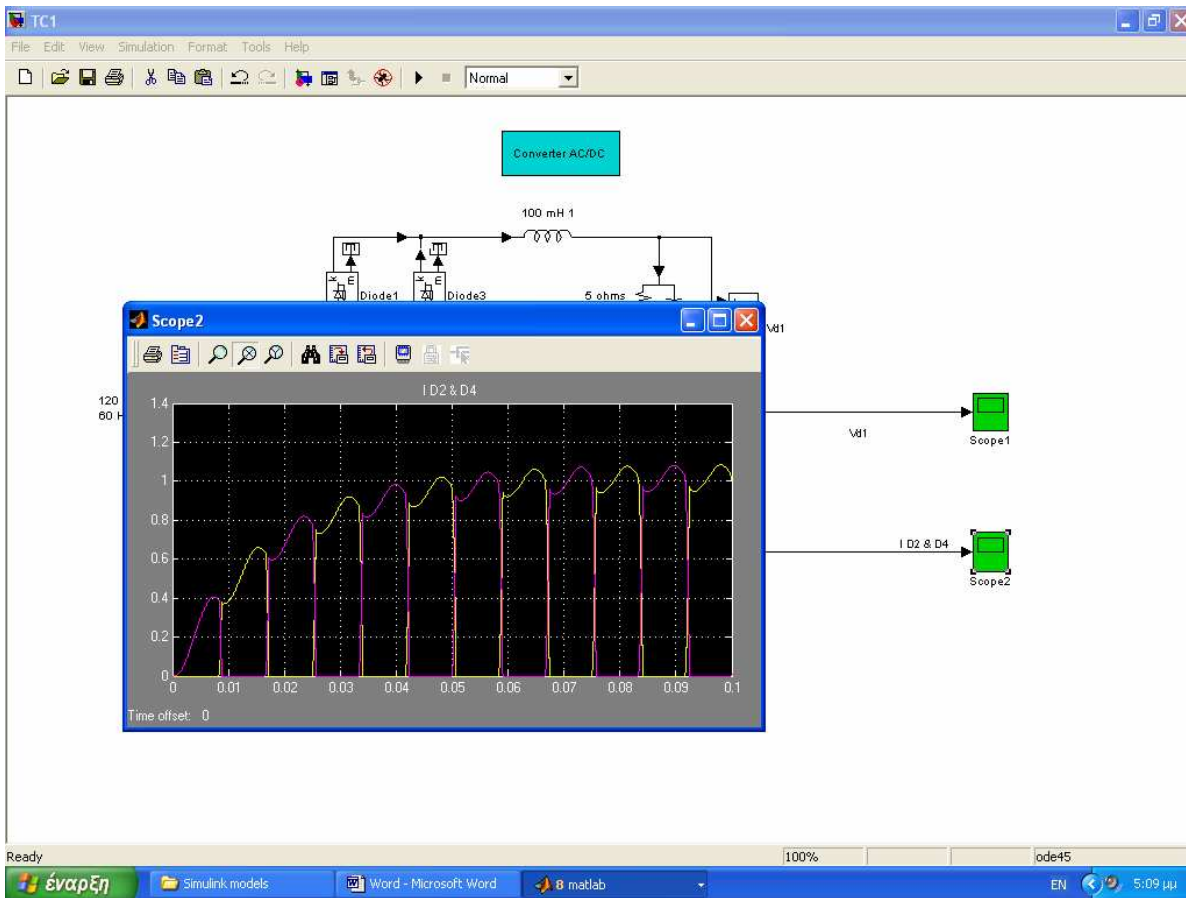 TC1
File Edit View Simulation Format Tools Help
Normal
Converter AC/DC
100 mH 1
k m k m
Diode1 Diode3 5 ohms
Scope2 Vd1
I D2 & D4
120
60 H
1.4
1.2
1
0.8
0.6
0.4
0.2
0
0 0.01 0.02 0.03 0.04 0.05 0.06 0.07 0.08 0.09 0.1
Time offset: 0
Vd1
Scope1
I D2 & D4
Scope2
Ready 100% ode45
έναρξη Simulink models Word - Microsoft Word 8 matlab EN 5:09 μμ